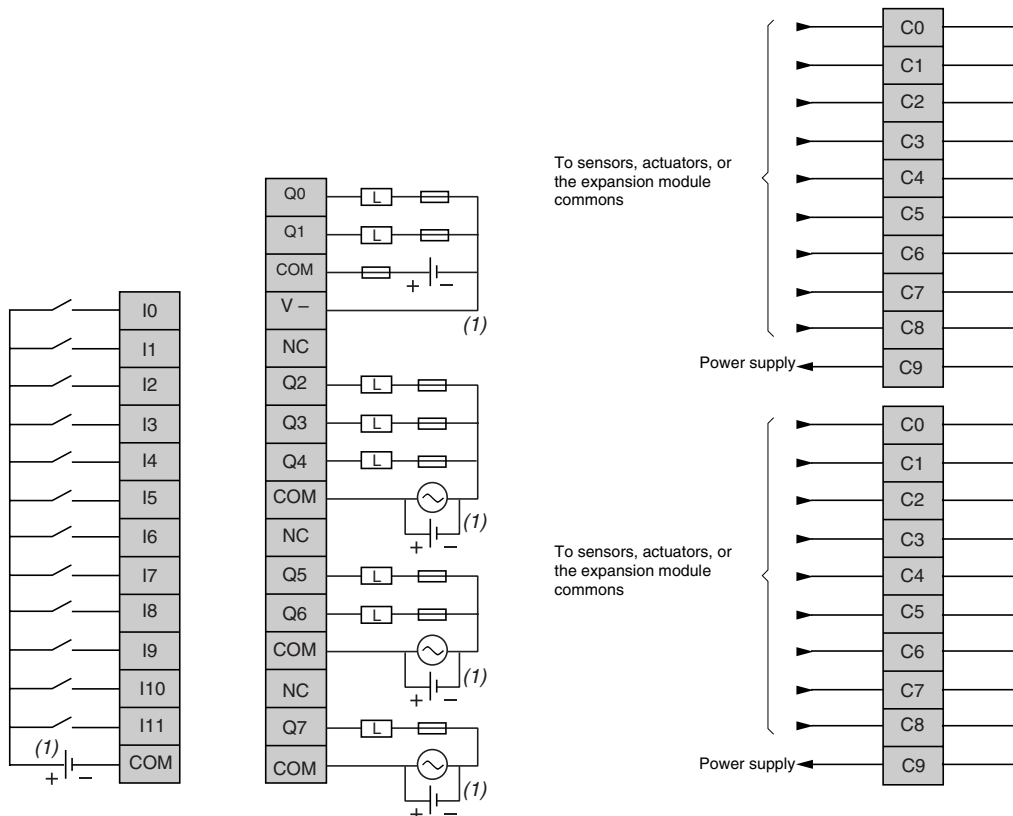 I0
I1
I2
I3
I4
I5
I6
I7
I8
I9
I10
I11
(1)
+ –
COM
Q0 L
Q1 L
COM
+ –
V –
(1)
NC
Q2 L
Q3 L
Q4 L
COM
(1)
+ –
NC
Q5 L
Q6 L
COM
(1)
+ –
NC
Q7 L
COM
(1)
+ –
To sensors, actuators, or
the expansion module
commons
C0
C1
C2
C3
C4
C5
C6
C7
C8
Power supply C9
To sensors, actuators, or
the expansion module
commons
C0
C1
C2
C3
C4
C5
C6
C7
C8
Power supply C9